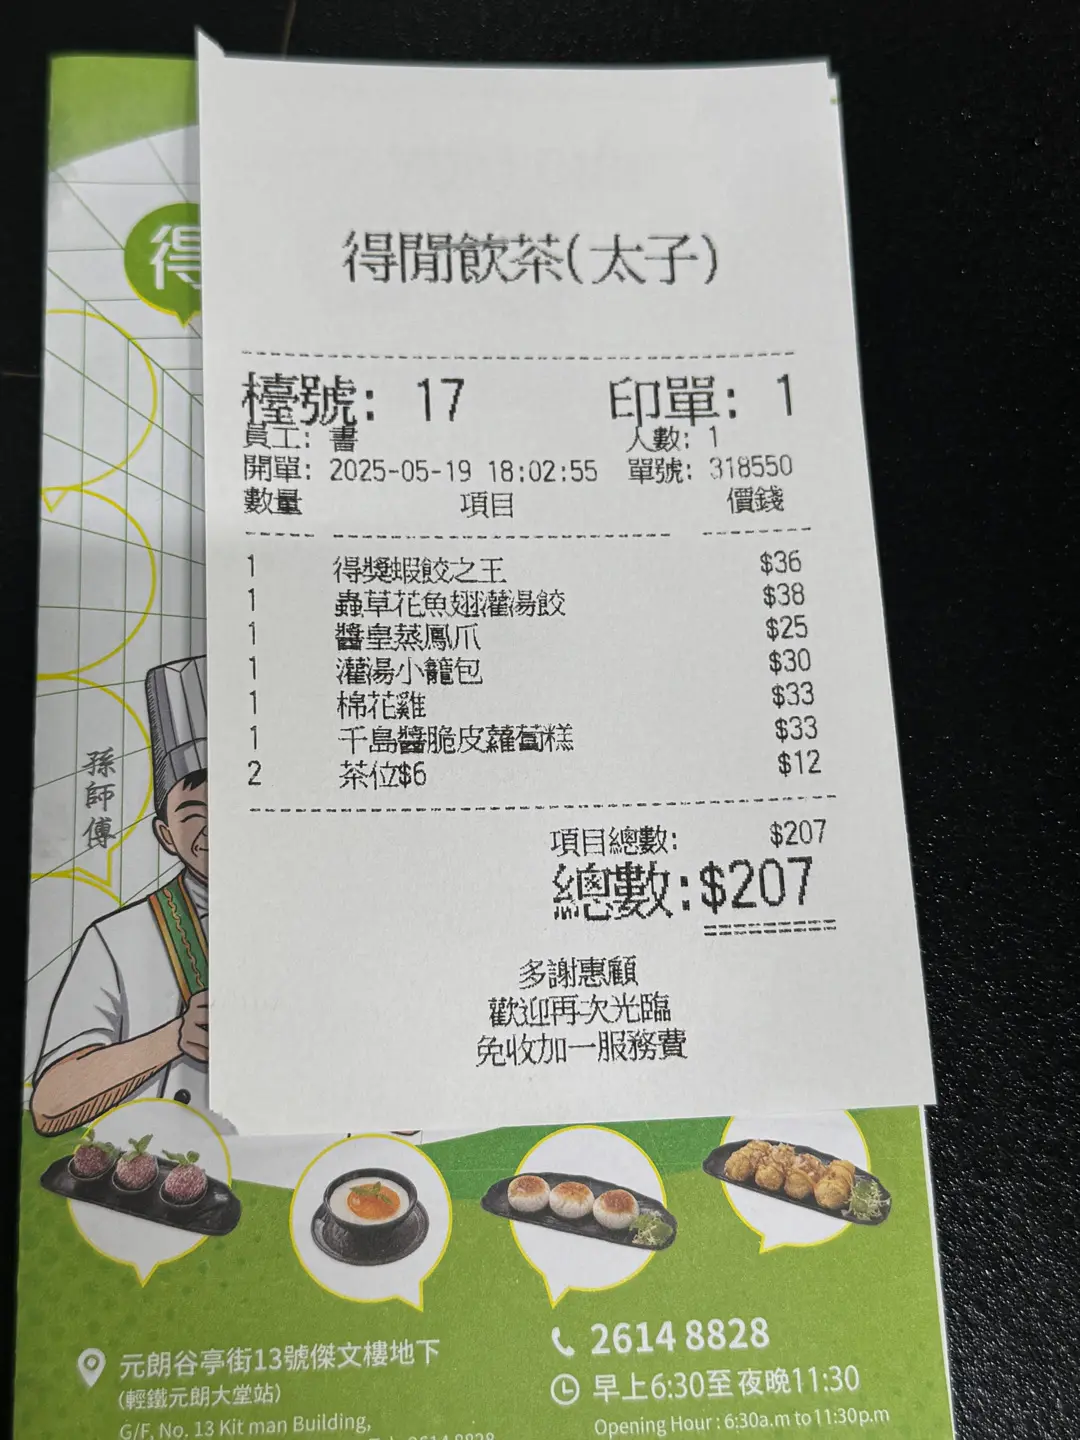 得
得閒飲茶(太子)
檯號: 17 印單: 1
員工: 書 人數: 1
開單: 2025-05-19 18:02:55 單號: 318550
數量 項目 價錢
1 得獎蝦餃之王 $36
1 蟲草花魚翅灌湯餃 $38
1 醬皇蒸鳳爪 $25
1 灌湯小籠包 $30
1 棉花雞 $33
1 千島醬脆皮蘿蔔糕 $33
2 茶位$6 $12
項目總數: $207
總數:$207
多謝惠顧
歡迎再次光臨
免收加一服務費
孫師傅
元朗谷亭街13號傑文樓地下
(輕鐵元朗大堂站)
G/F, No. 13 Kit man Building,
2614 8828
早上6:30至夜晚11:30
Opening Hour : 6:30a.m to 11:30p.m